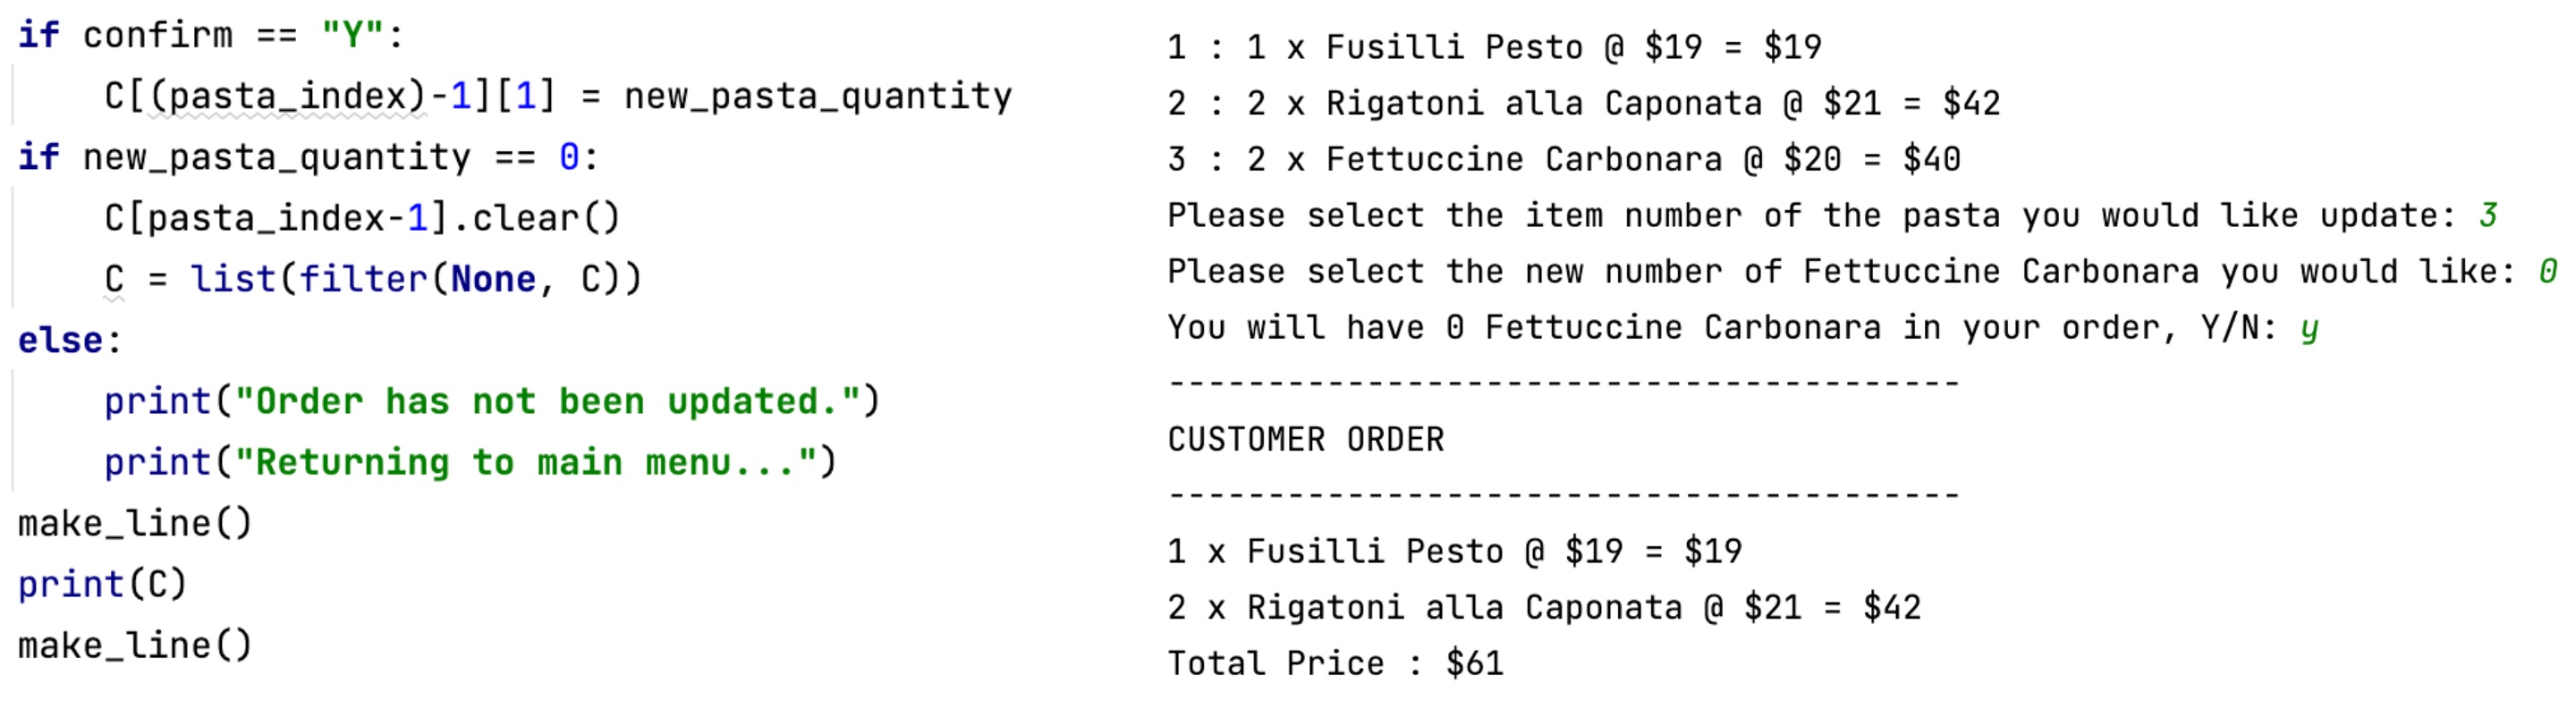 if confirm == "Y":
    C[(pasta_index)-1][1] = new_pasta_quantity
if new_pasta_quantity == 0:
    C[pasta_index-1].clear()
    C = list(filter(None, C))
else:
    print("Order has not been updated.")
    print("Returning to main menu...")
make_line()
print(C)
make_line()
1 : 1 x Fusilli Pesto @ $19 = $19
2 : 2 x Rigatoni alla Caponata @ $21 = $42
3 : 2 x Fettuccine Carbonara @ $20 = $40
Please select the item number of the pasta you would like update: 3
Please select the new number of Fettuccine Carbonara you would like: 0
You will have 0 Fettuccine Carbonara in your order, Y/N: y
----------------------------------------
CUSTOMER ORDER
----------------------------------------
1 x Fusilli Pesto @ $19 = $19
2 x Rigatoni alla Caponata @ $21 = $42
Total Price : $61